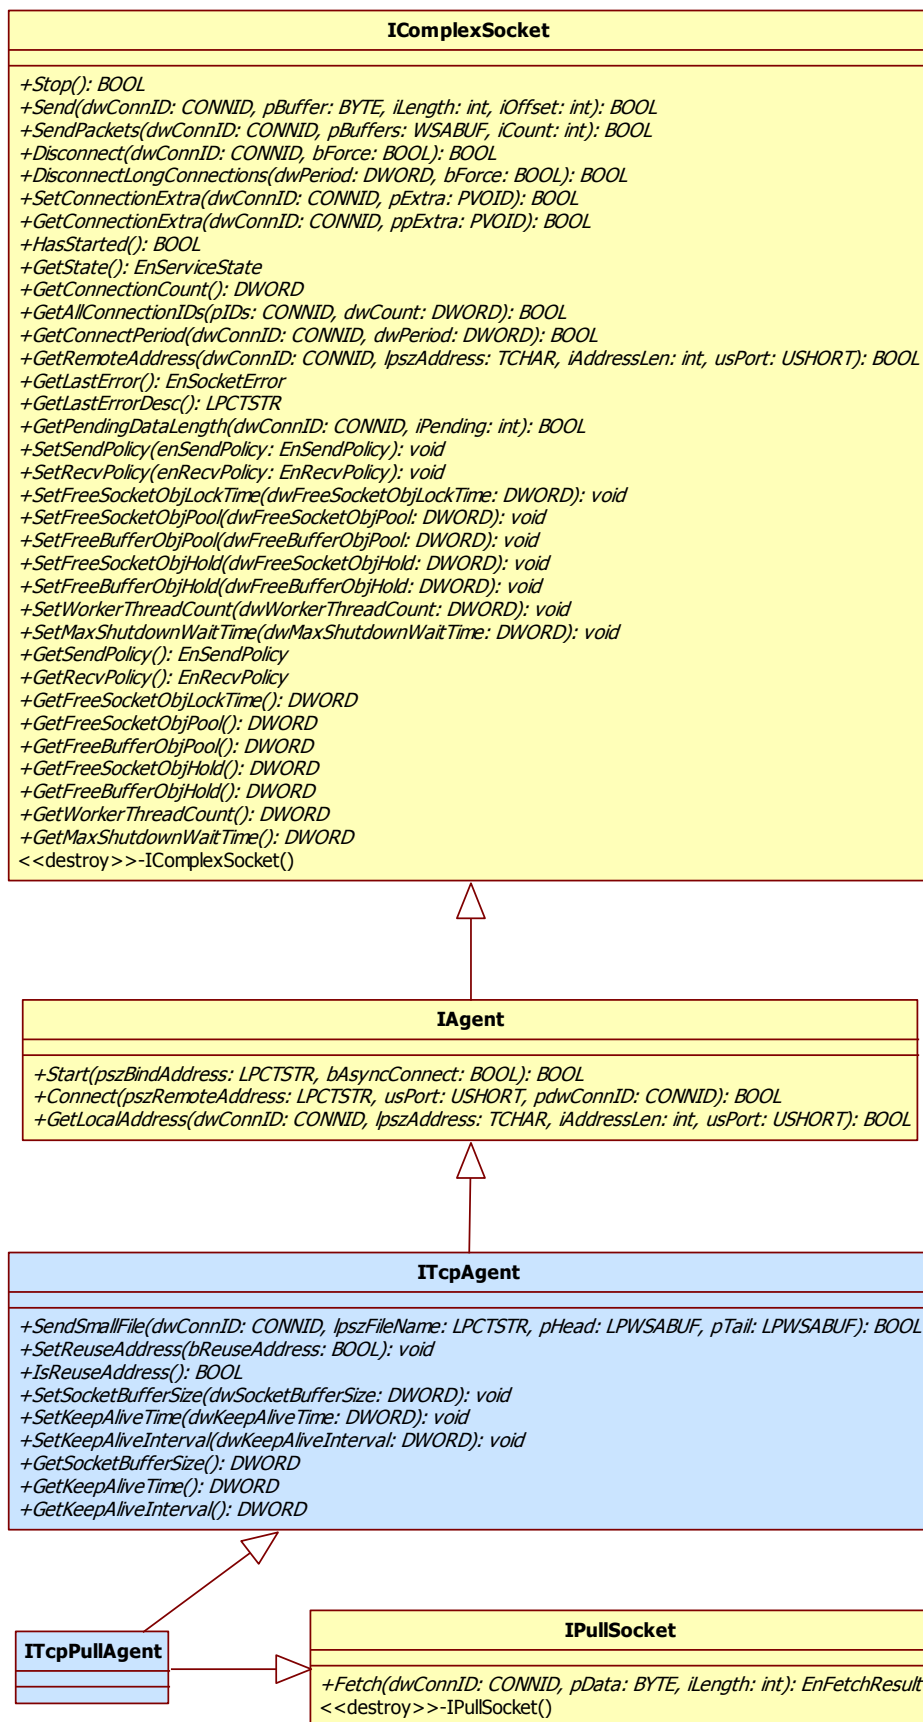 IComplexSocket
+Stop(): BOOL
+Send(dwConnID: CONNID, pBuffer: BYTE, iLength: int, iOffset: int): BOOL
+SendPackets(dwConnID: CONNID, pBuffers: WSABUF, iCount: int): BOOL
+Disconnect(dwConnID: CONNID, bForce: BOOL): BOOL
+DisconnectLongConnections(dwPeriod: DWORD, bForce: BOOL): BOOL
+SetConnectionExtra(dwConnID: CONNID, pExtra: PVOID): BOOL
+GetConnectionExtra(dwConnID: CONNID, ppExtra: PVOID): BOOL
+HasStarted(): BOOL
+GetState(): EnServiceState
+GetConnectionCount(): DWORD
+GetAllConnectionIDs(pIDs: CONNID, dwCount: DWORD): BOOL
+GetConnectPeriod(dwConnID: CONNID, dwPeriod: DWORD): BOOL
+GetRemoteAddress(dwConnID: CONNID, lpszAddress: TCHAR, iAddressLen: int, usPort: USHORT): BOOL
+GetLastError(): EnSocketError
+GetLastErrorDesc(): LPCTSTR
+GetPendingDataLength(dwConnID: CONNID, iPending: int): BOOL
+SetSendPolicy(enSendPolicy: EnSendPolicy): void
+SetRecvPolicy(enRecvPolicy: EnRecvPolicy): void
+SetFreeSocketObjLockTime(dwFreeSocketObjLockTime: DWORD): void
+SetFreeSocketObjPool(dwFreeSocketObjPool: DWORD): void
+SetFreeBufferObjPool(dwFreeBufferObjPool: DWORD): void
+SetFreeSocketObjHold(dwFreeSocketObjHold: DWORD): void
+SetFreeBufferObjHold(dwFreeBufferObjHold: DWORD): void
+SetWorkerThreadCount(dwWorkerThreadCount: DWORD): void
+SetMaxShutdownWaitTime(dwMaxShutdownWaitTime: DWORD): void
+GetSendPolicy(): EnSendPolicy
+GetRecvPolicy(): EnRecvPolicy
+GetFreeSocketObjLockTime(): DWORD
+GetFreeSocketObjPool(): DWORD
+GetFreeBufferObjPool(): DWORD
+GetFreeSocketObjHold(): DWORD
+GetFreeBufferObjHold(): DWORD
+GetWorkerThreadCount(): DWORD
+GetMaxShutdownWaitTime(): DWORD
<<destroy>>-IComplexSocket()
IAgent
+Start(pszBindAddress: LPCTSTR, bAsyncConnect: BOOL): BOOL
+Connect(pszRemoteAddress: LPCTSTR, usPort: USHORT, pdwConnID: CONNID): BOOL
+GetLocalAddress(dwConnID: CONNID, lpszAddress: TCHAR, iAddressLen: int, usPort: USHORT): BOOL
ITcpAgent
+SendSmallFile(dwConnID: CONNID, lpszFileName: LPCTSTR, pHead: LPWSABUF, pTail: LPWSABUF): BOOL
+SetReuseAddress(bReuseAddress: BOOL): void
+IsReuseAddress(): BOOL
+SetSocketBufferSize(dwSocketBufferSize: DWORD): void
+SetKeepAliveTime(dwKeepAliveTime: DWORD): void
+SetKeepAliveInterval(dwKeepAliveInterval: DWORD): void
+GetSocketBufferSize(): DWORD
+GetKeepAliveTime(): DWORD
+GetKeepAliveInterval(): DWORD
ITcpPullAgent
IPullSocket
+Fetch(dwConnID: CONNID, pData: BYTE, iLength: int): EnFetchResult
<<destroy>>-IPullSocket()